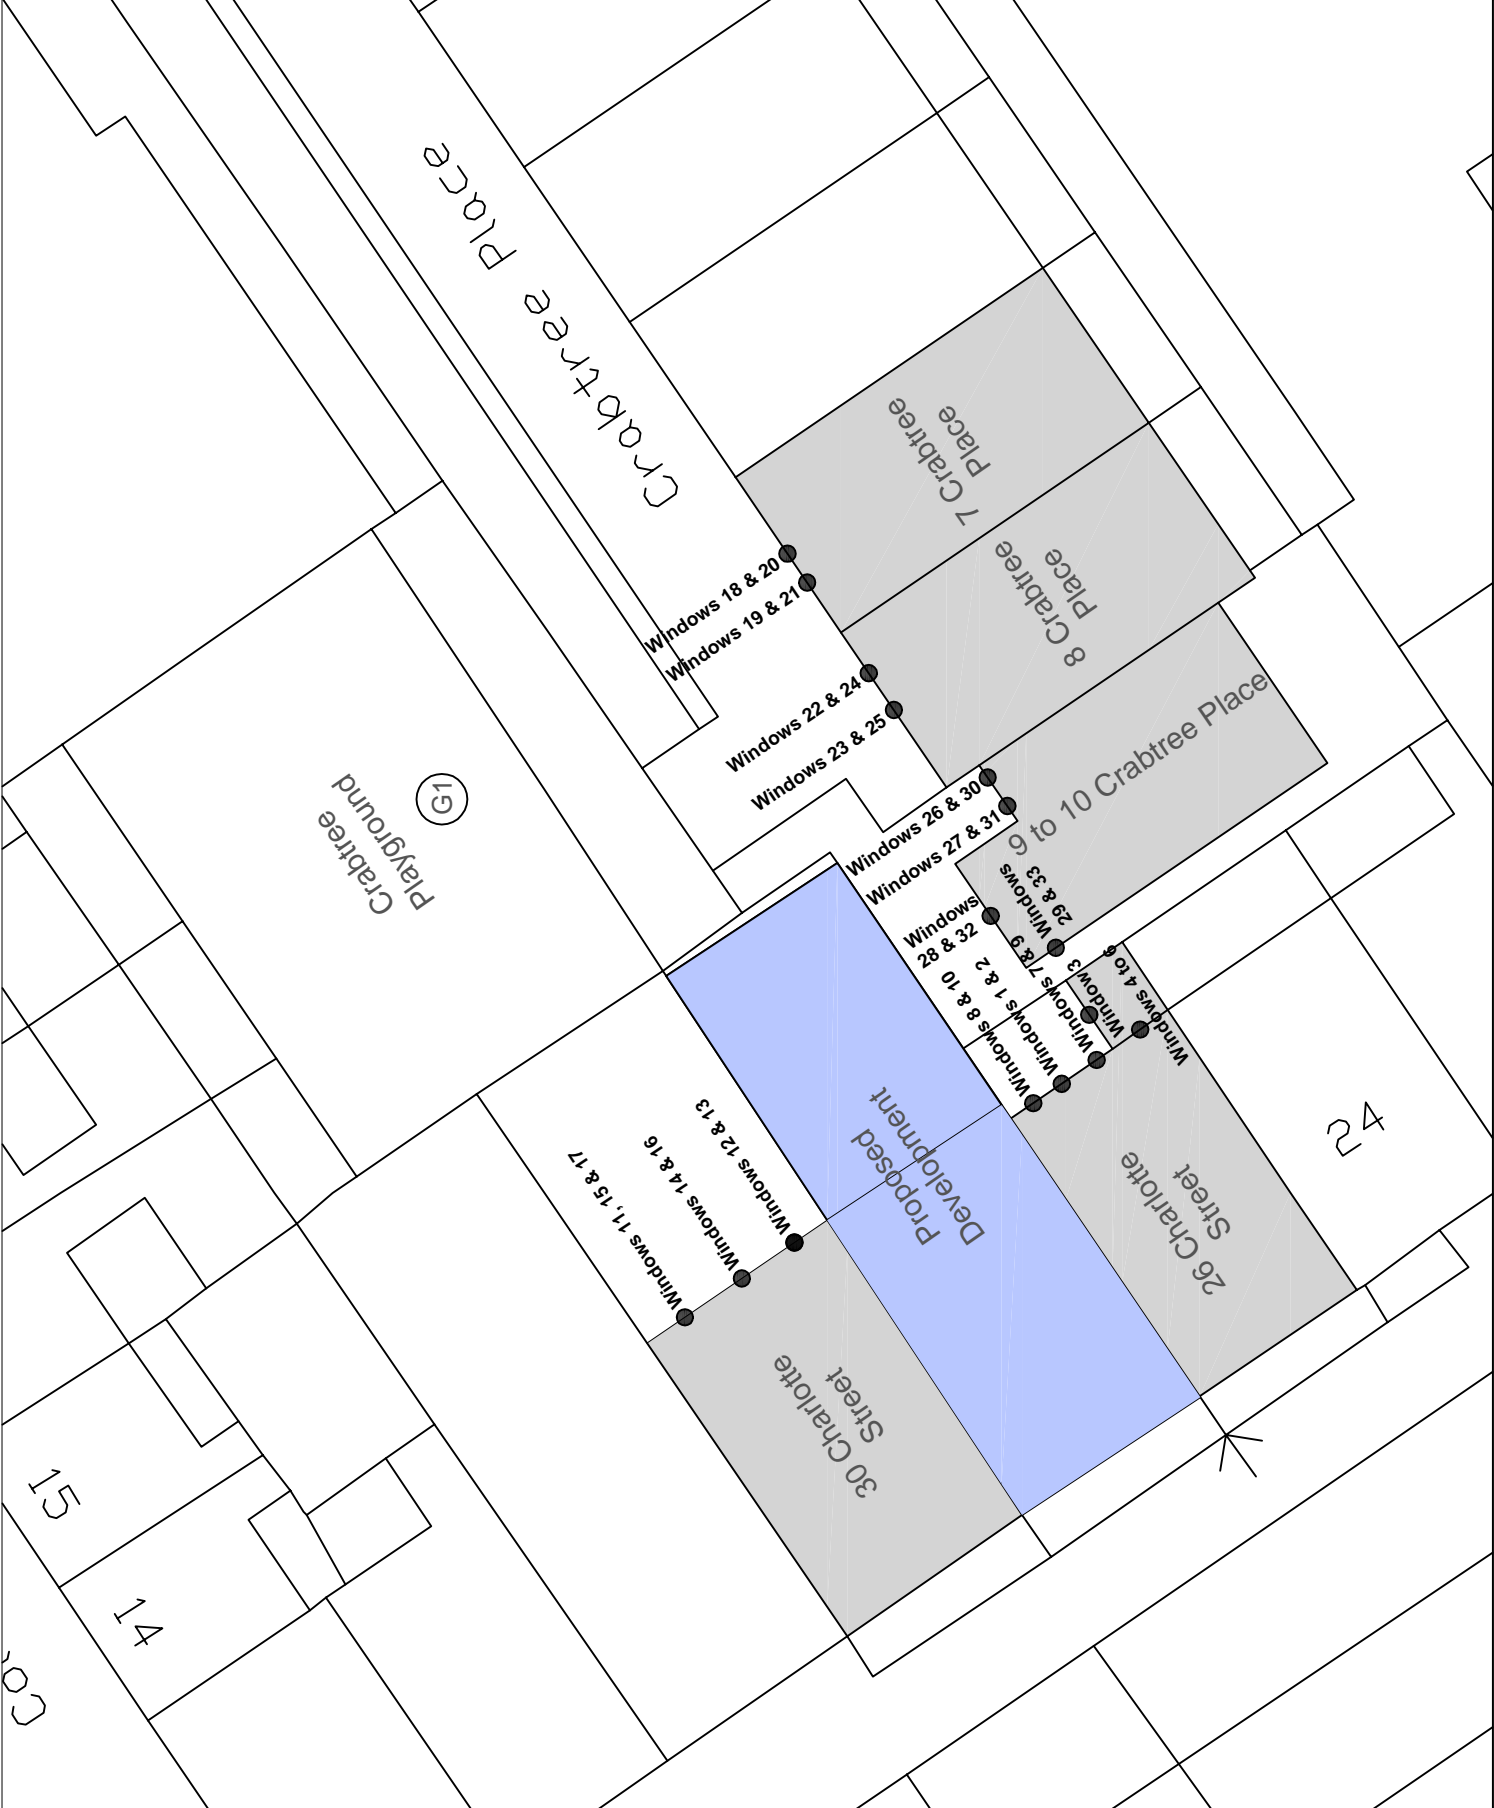 Crabtree Place
7 Crabtree
Place
8 Crabtree
Place
9 to 10 Crabtree Place
Windows 18 & 20
Windows 19 & 21
Windows 22 & 24
Windows 23 & 25
Windows 26 & 30
Windows 27 & 31
Windows
28 & 32
Windows
29 & 33
Windows 8 & 10
Windows 1 & 2
Windows 7 & 9
Window 3
Windows 4 to 6
Crabtree
Playground
G1
Windows 12 & 13
Windows 14 & 16
Windows 11, 15 & 17
Proposed
Development
30 Charlotte
Street
26 Charlotte
Street
24
15
14